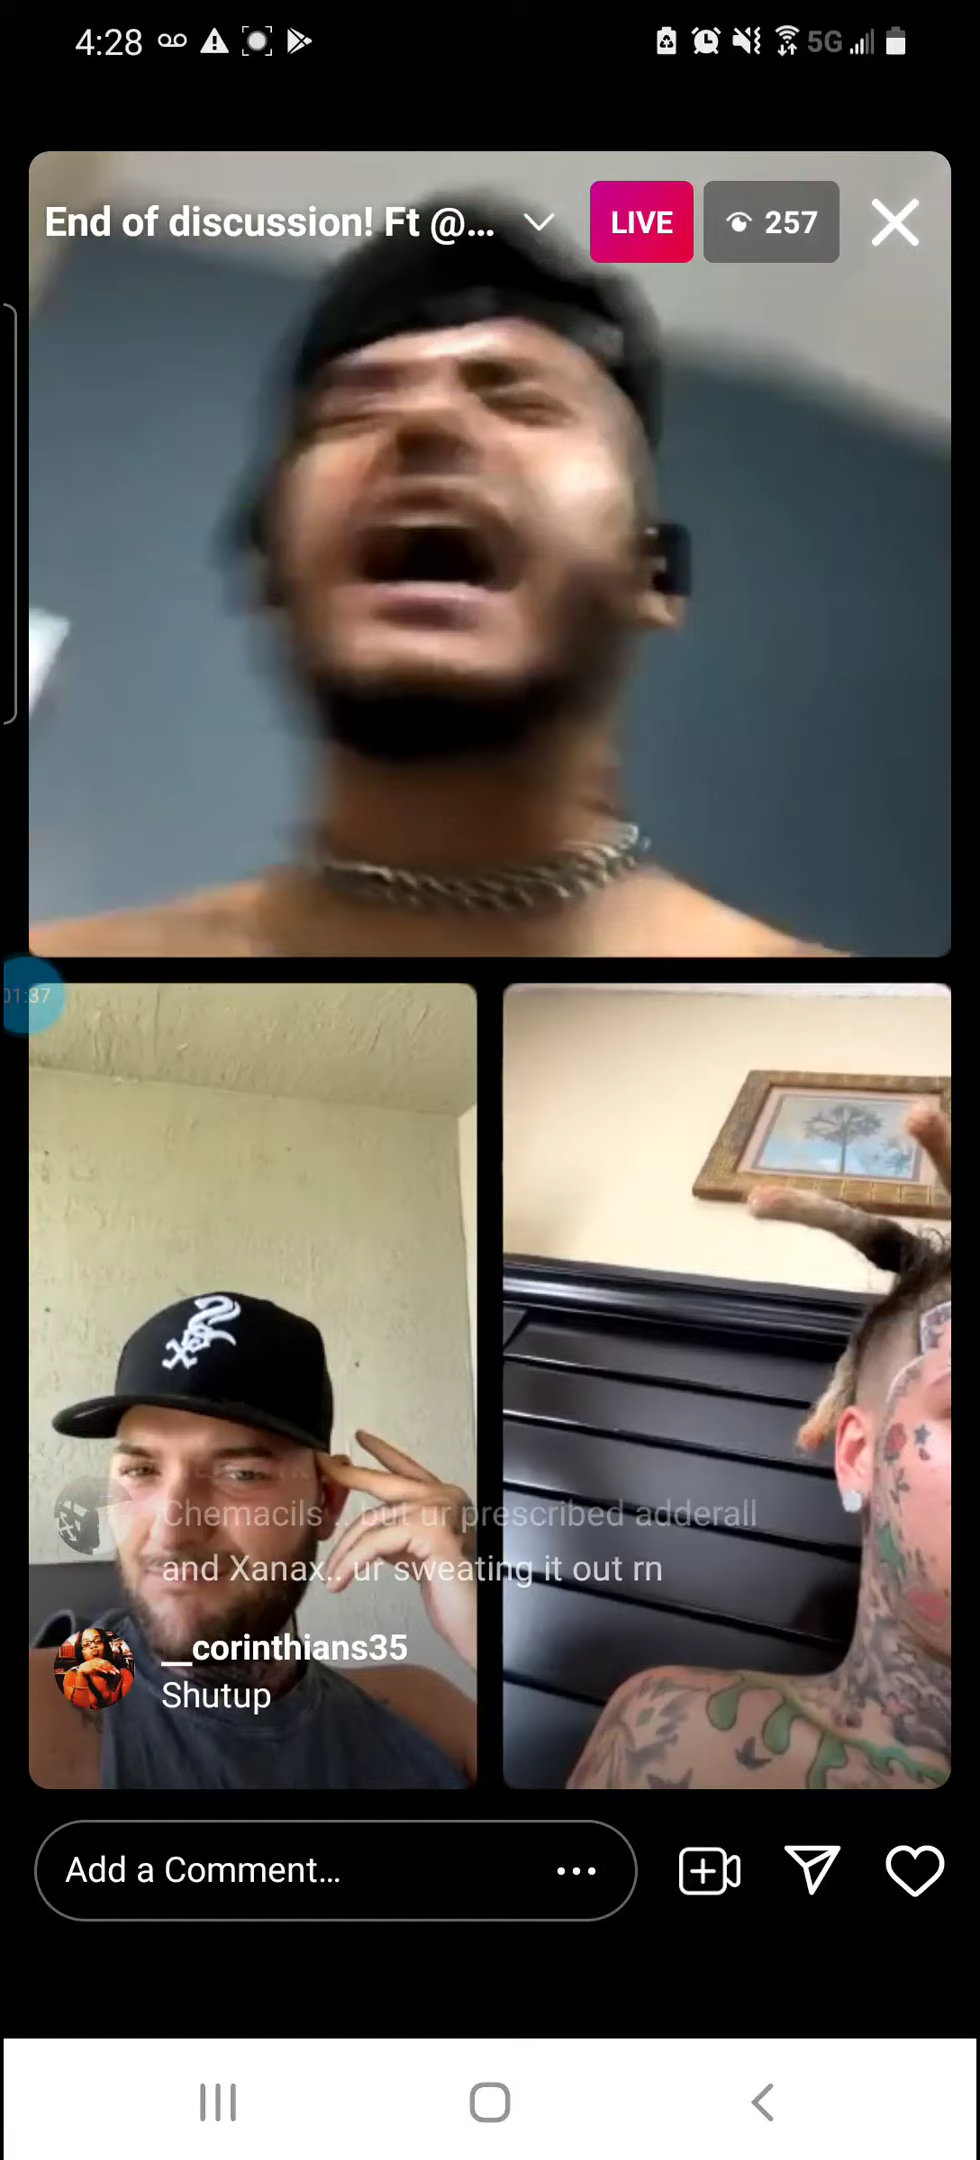 4:28
5G
End of discussion! Ft @...
LIVE
257
01:37
Chemacils .. but ur prescribed adderall
and Xanax.. ur sweating it out rn
__corinthians35
Shutup
Add a Comment...